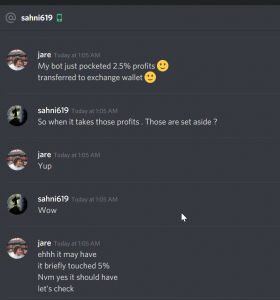 @ sahni619
jare Today at 1:05 AM
My bot just pocketed 2.5% profits 🙂
transferred to exchange wallet 🙂
sahni619 Today at 1:05 AM
So when it takes those profits . Those are set aside ?
jare Today at 1:05 AM
Yup
sahni619 Today at 1:05 AM
Wow
jare Today at 1:05 AM
ehhh it may have
it briefly touched 5%
Nvm yes it should have
let's check